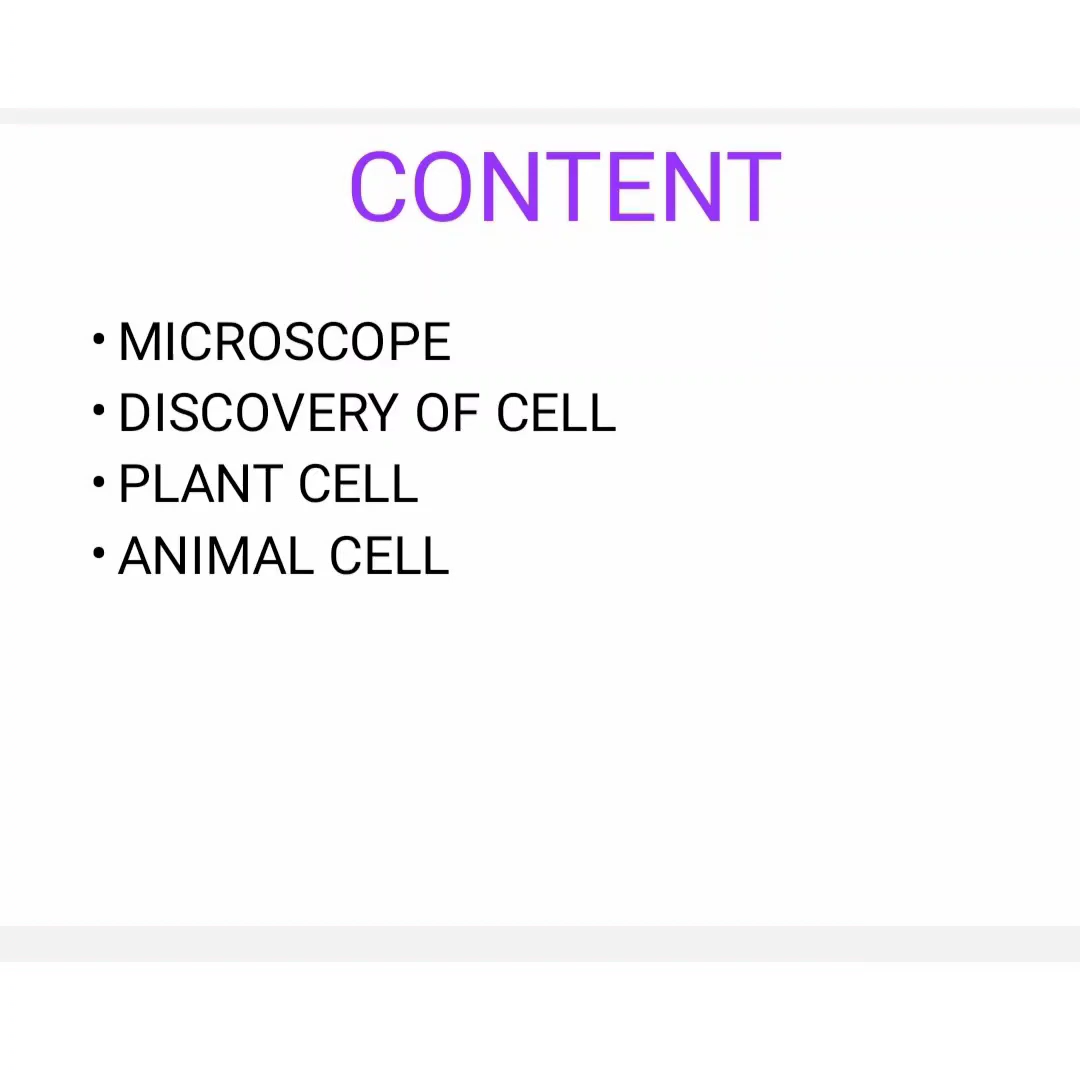 CONTENT
• MICROSCOPE
• DISCOVERY OF CELL
• PLANT CELL
• ANIMAL CELL